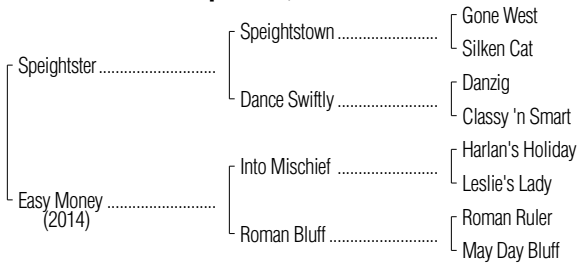 Gone West
Speightstown
Silken Cat
Speightster
Danzig
Dance Swiftly
Classy 'n Smart
Harlan's Holiday
Into Mischief
Leslie's Lady
Easy Money
(2014)
Roman Ruler
Roman Bluff
May Day Bluff